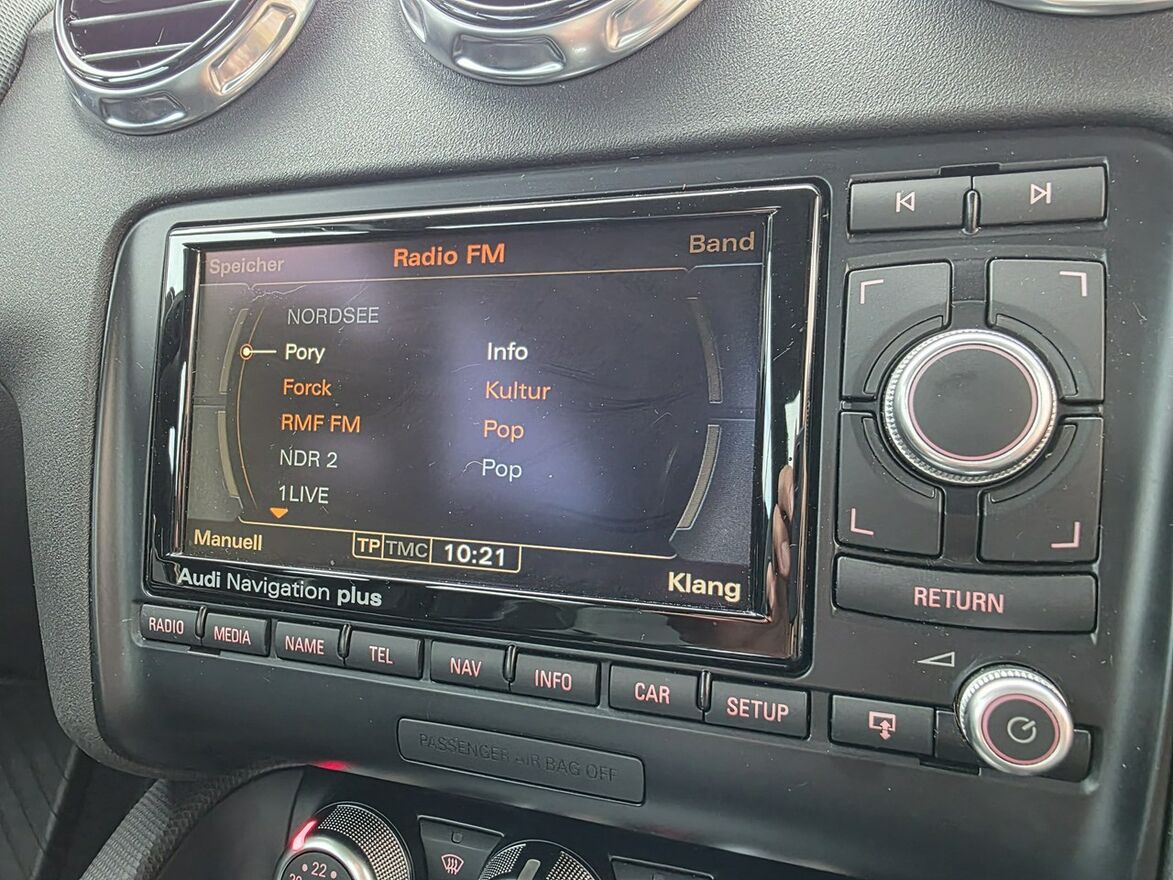 Speicher Radio FM Band
NORDSEE
Pory Info
Forck Kultur
RMF FM Pop
NDR 2 Pop
1LIVE
Manuell TP TMC 10:21 Klang
Audi Navigation plus
RETURN
RADIO MEDIA NAME TEL NAV INFO CAR SETUP
PASSENGER AIR BAG OFF
22